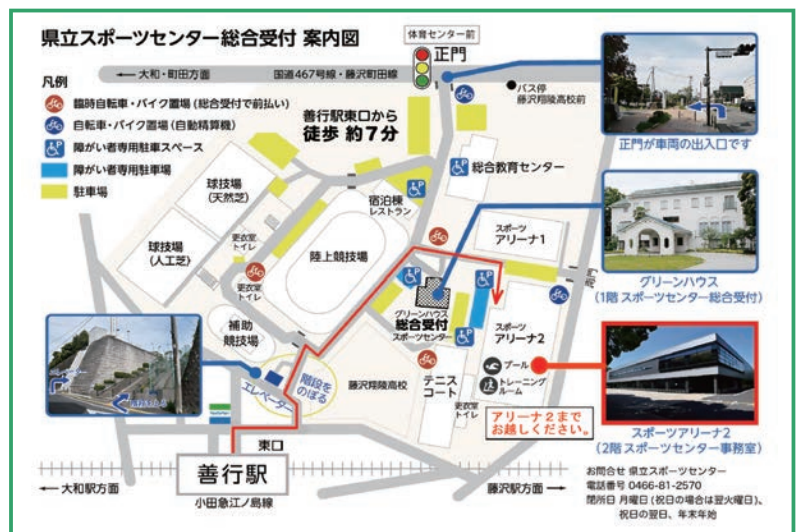 県立スポーツセンター総合受付 案内図
体育センター前
正門
← 大和・町田方面
国道467号線・藤沢町田線
バス停
藤沢翔陵高校前
凡例
臨時自転車・バイク置場(総合受付で前払い)
自転車・バイク置場(自動精算機)
障がい者専用駐車スペース
障がい者専用駐車場
駐車場
善行駅東口から
徒歩 約7分
正門が車両の出入口です
総合教育センター
球技場
(天然芝)
宿泊棟
レストラン
球技場
(人工芝)
更衣室
トイレ
陸上競技場
スポーツ
アリーナ1
更衣室
トイレ
グリーンハウス
(1階 スポーツセンター総合受付)
補助
競技場
グリーンハウス
総合受付
スポーツセンター
スポーツ
アリーナ2
プール
トレーニング
ルーム
階段を
のぼる
エレベーター
藤沢翔陵高校
テニス
コート
更衣室
トイレ
アリーナ2まで
お越しください。
スポーツアリーナ2
(2階 スポーツセンター事務室)
東口
善行駅
小田急江ノ島線
← 大和駅方面
藤沢駅方面 →
お問合せ 県立スポーツセンター
電話番号 0466-81-2570
閉所日 月曜日(祝日の場合は翌火曜日)、
祝日の翌日、年末年始